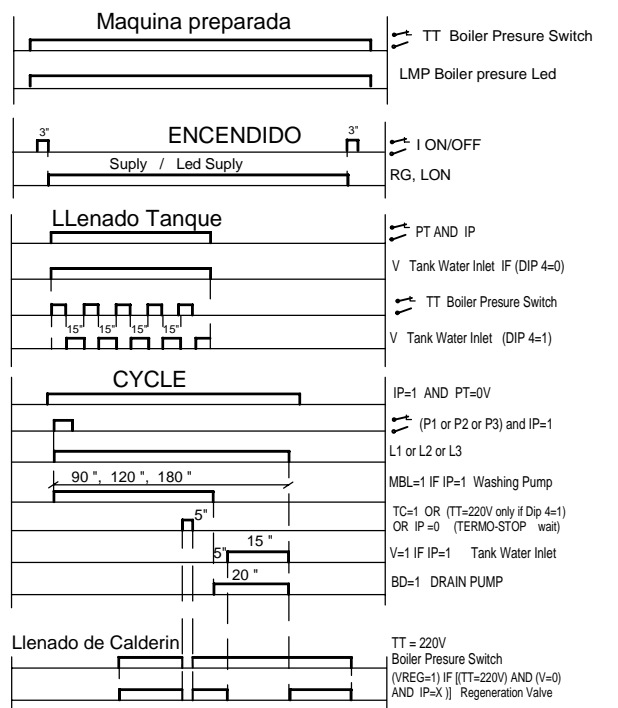 Maquina preparada
TT Boiler Presure Switch
LMP Boiler presure Led
3" ENCENDIDO 3"
I ON/OFF
Suply / Led Suply
RG, LON
LLenado Tanque
PT AND IP
V Tank Water Inlet IF (DIP 4=0)
TT Boiler Presure Switch
15" 15" 15" 15"
V Tank Water Inlet (DIP 4=1)
CYCLE
IP=1 AND PT=0V
(P1 or P2 or P3) and IP=1
L1 or L2 or L3
90 ", 120 ", 180 "
MBL=1 IF IP=1 Washing Pump
5"
TC=1 OR (TT=220V only if Dip 4=1)
OR IP =0 (TERMO-STOP wait)
5" 15 "
V=1 IF IP=1 Tank Water Inlet
20 "
BD=1 DRAIN PUMP
Llenado de Calderin
TT = 220V
Boiler Presure Switch
(VREG=1) IF [(TT=220V) AND (V=0)
AND IP=X )] Regeneration Valve